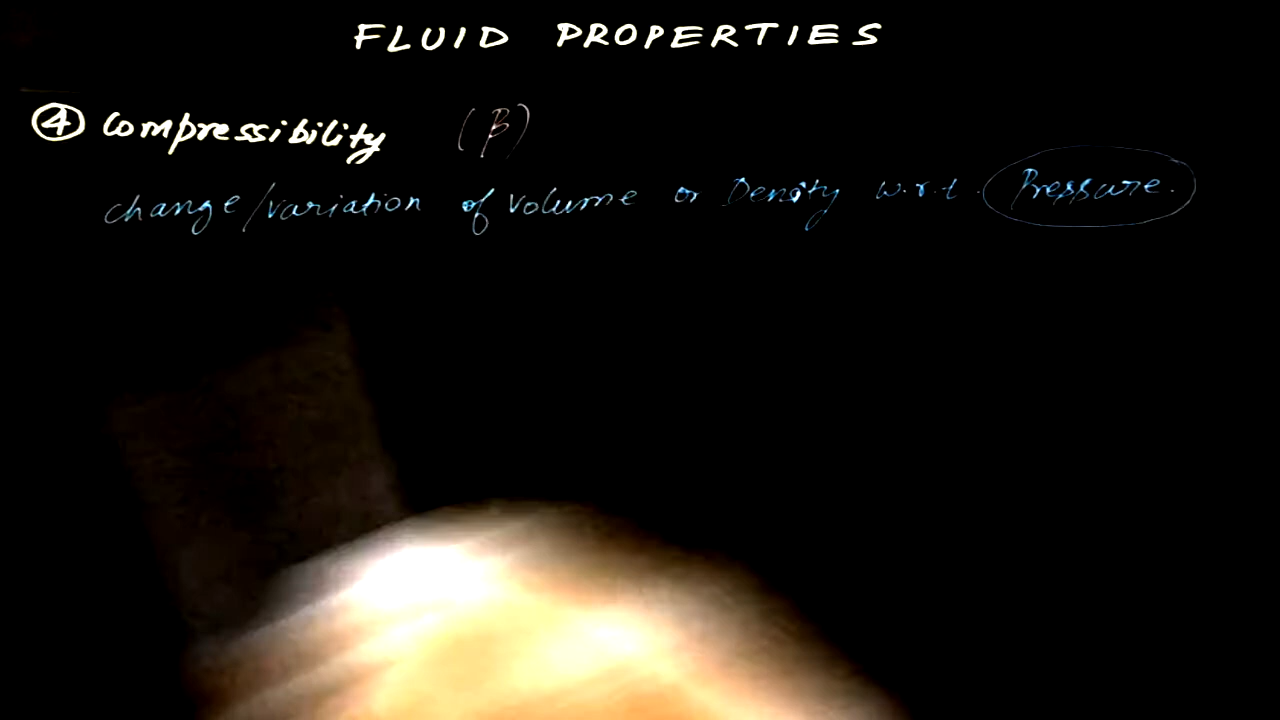 FLUID PROPERTIES
④ Compressibility (β)
change/variation of Volume or Density w.r.t. Pressure.